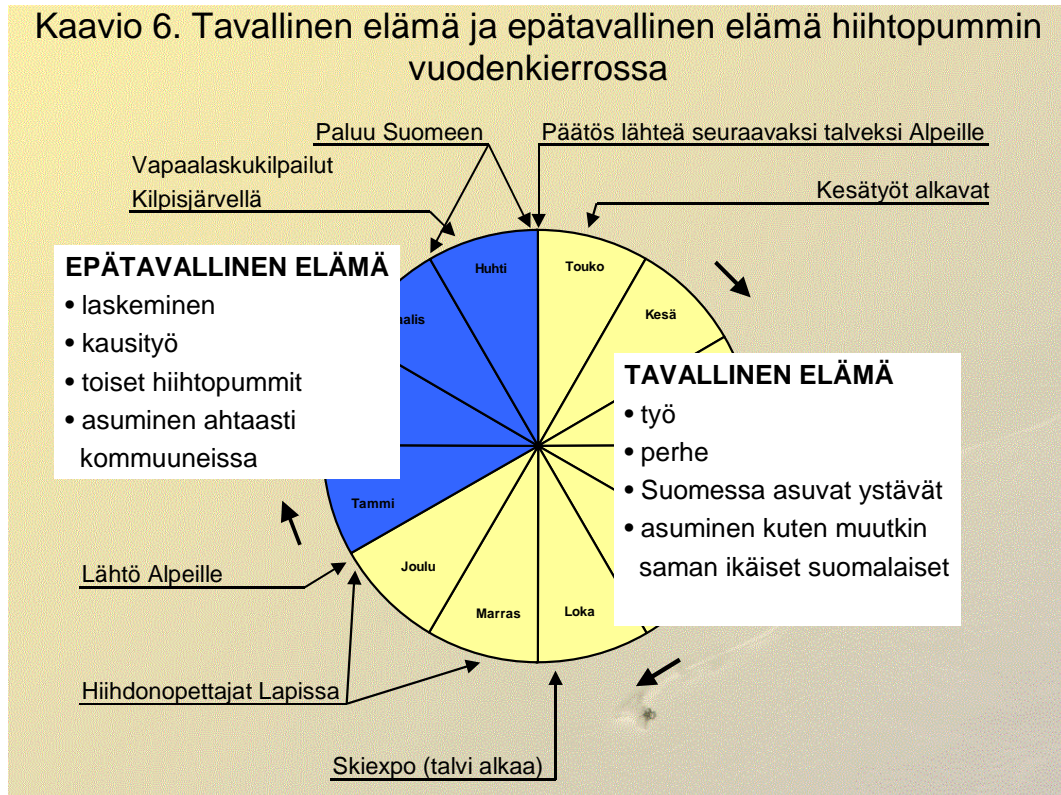 Kaavio 6. Tavallinen elämä ja epätavallinen elämä hiihtopummin
vuodenkierrossa
Paluu Suomeen
Päätös lähteä seuraavaksi talveksi Alpeille
Vapaalaskukilpailut
Kilpisjärvellä
Kesätyöt alkavat
EPÄTAVALLINEN ELÄMÄ
• laskeminen
• kausityö
• toiset hiihtopummit
• asuminen ahtaasti
kommuuneissa
Huhti
Touko
Kesä
TAVALLINEN ELÄMÄ
• työ
• perhe
• Suomessa asuvat ystävät
• asuminen kuten muutkin
saman ikäiset suomalaiset
Tammi
Joulu
Marras
Loka
Lähtö Alpeille
Hiihdonopettajat Lapissa
Skiexpo (talvi alkaa)